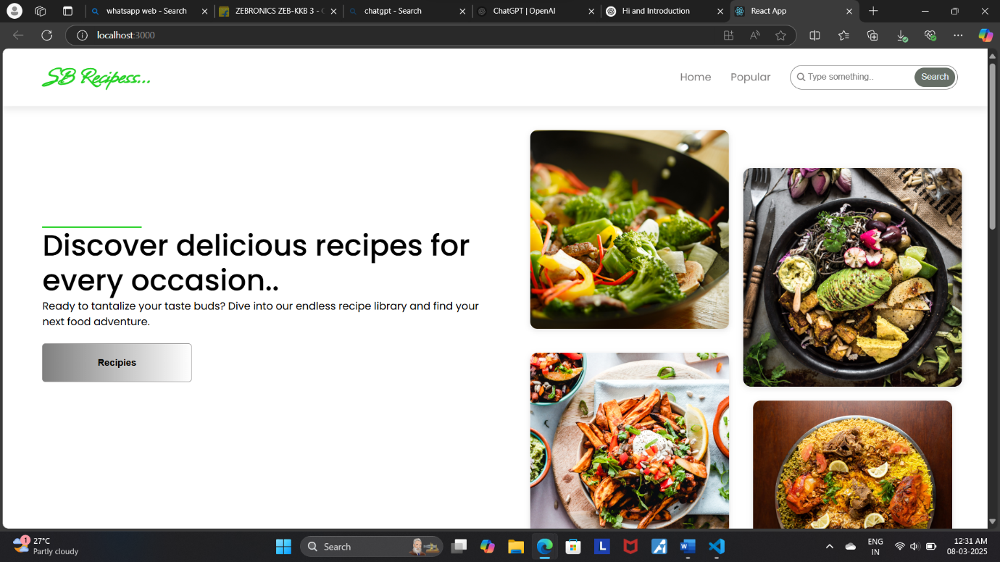 whatsapp web - Search
ZEBRONICS ZEB-KKB 3 -
chatgpt - Search
ChatGPT | OpenAI
Hi and Introduction
React App
localhost:3000
SB Recipess...
Home
Popular
Type something..
Search
Discover delicious recipes for
every occasion..
Ready to tantalize your taste buds? Dive into our endless recipe library and find your
next food adventure.
Recipies
1
27°C
Partly cloudy
Search
L
W
ENG
IN
12:31 AM
08-03-2025